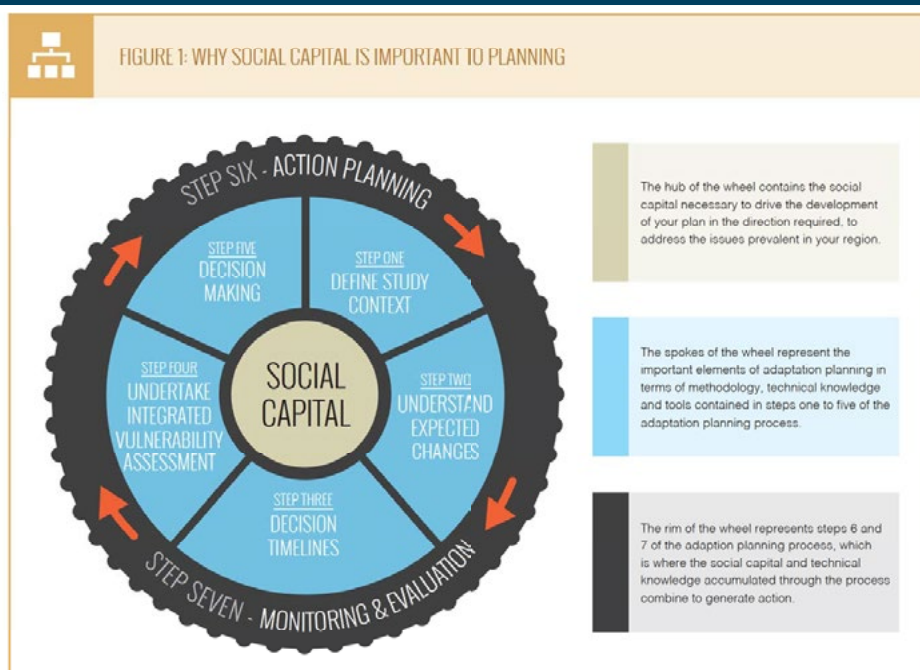 FIGURE 1: WHY SOCIAL CAPITAL IS IMPORTANT TO PLANNING
STEP SIX - ACTION PLANNING
STEP ONE
DEFINE STUDY
CONTEXT
STEP TWO
UNDERSTAND
EXPECTED
CHANGES
STEP THREE
DECISION
TIMELINES
STEP FOUR
UNDERTAKE
INTEGRATED
VULNERABILITY
ASSESSMENT
STEP FIVE
DECISION
MAKING
SOCIAL
CAPITAL
STEP SEVEN - MONITORING & EVALUATION
The hub of the wheel contains the social
capital necessary to drive the development
of your plan in the direction required, to
address the issues prevalent in your region.
The spokes of the wheel represent the
important elements of adaptation planning in
terms of methodology, technical knowledge
and tools contained in steps one to five of the
adaptation planning process.
The rim of the wheel represents steps 6 and
7 of the adaption planning process, which
is where the social capital and technical
knowledge accumulated through the process
combine to generate action.